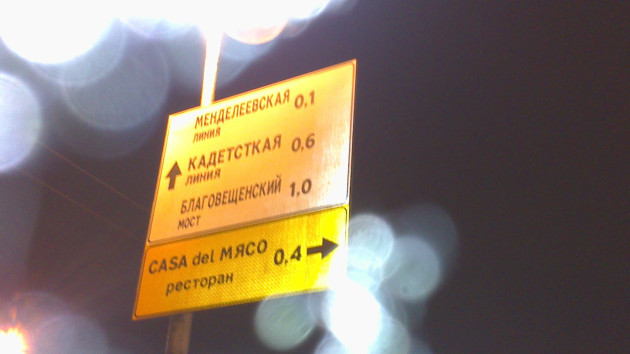 МЕНДЕЛЕЕВСКАЯ 0,1
ЛИНИЯ
КАДЕТСТКАЯ 0,6
ЛИНИЯ
БЛАГОВЕЩЕНСКИЙ 1,0
МОСТ
CASA del МЯСО 0,4
ресторан